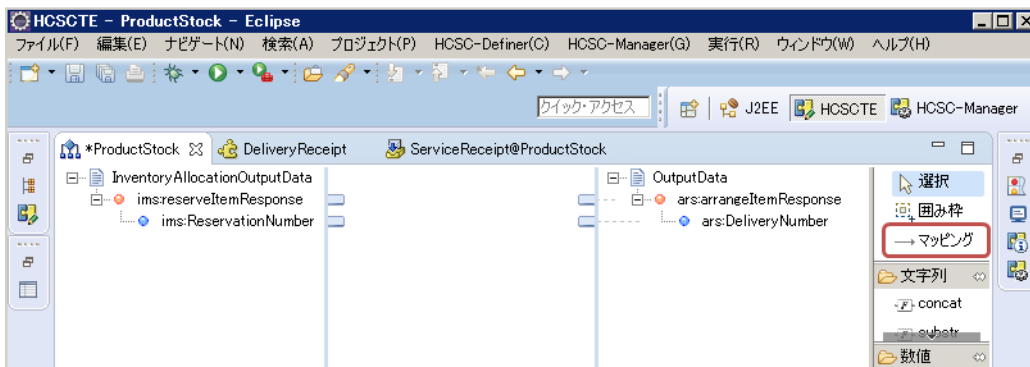 HCSCTE - ProductStock - Eclipse
ファイル(F) 編集(E) ナビゲート(N) 検索(A) プロジェクト(P) HCSC-Definer(C) HCSC-Manager(G) 実行(R) ウィンドウ(W) ヘルプ(H)
クイック・アクセス J2EE HCSCTE HCSC-Manager
*ProductStock DeliveryReceipt ServiceReceipt@ProductStock
InventoryAllocationOutputData OutputData 選択
ims:reserveItemResponse ars:arrangeItemResponse 囲み枠
ims:ReservationNumber ars:DeliveryNumber マッピング
文字列
concat
substr
数値